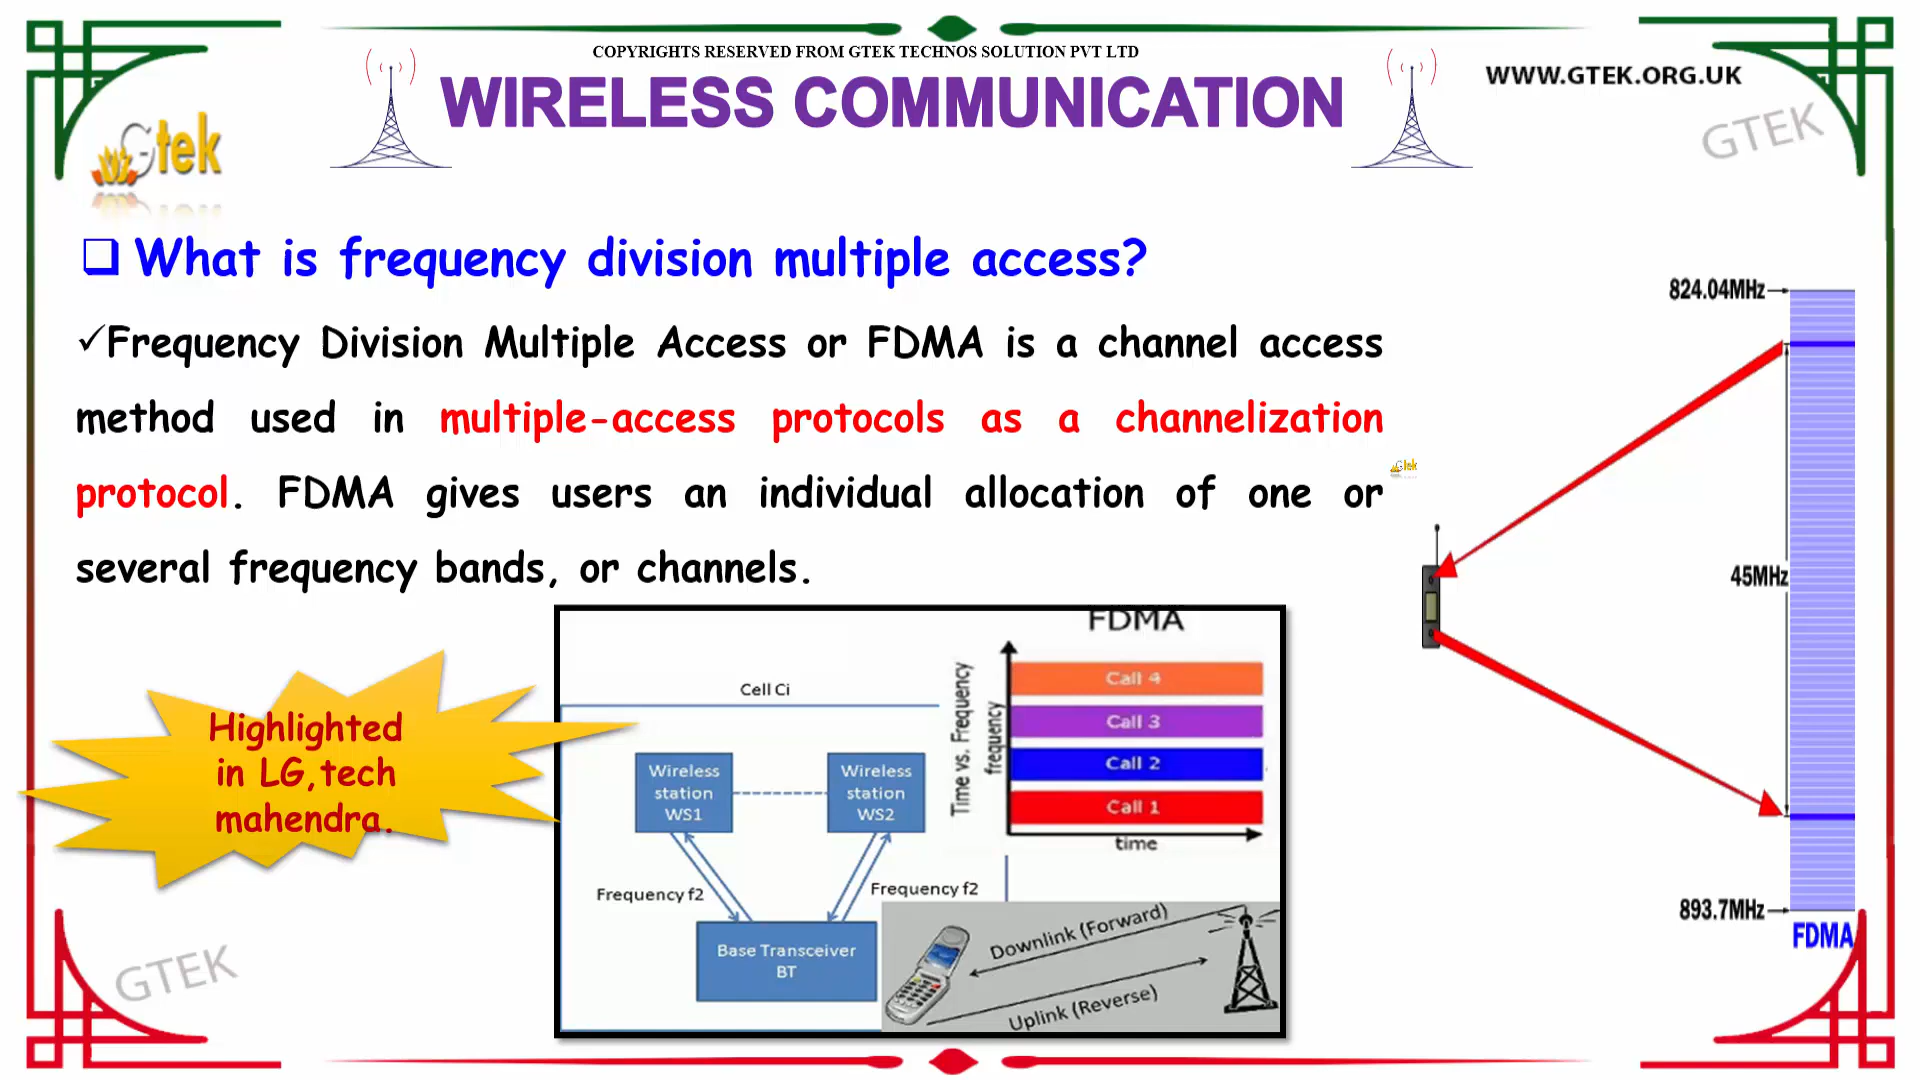 COPYRIGHTS RESERVED FROM GTEK TECHNOS SOLUTION PVT LTD
WIRELESS COMMUNICATION
WWW.GTEK.ORG.UK
GTEK
Gtek
What is frequency division multiple access?
Frequency Division Multiple Access or FDMA is a channel access
method used in multiple-access protocols as a channelization
protocol. FDMA gives users an individual allocation of one or
several frequency bands, or channels.
824.04MHz
Gtek
45MHz
893.7MHz
FDMA
Highlighted
in LG,tech
mahendra.
FDMA
Time vs. Frequency
frequency
Call 4
Call 3
Call 2
Call 1
time
Cell Ci
Wireless
station
WS1
Wireless
station
WS2
Frequency f2
Frequency f2
Base Transceiver
BT
Downlink (Forward)
Uplink (Reverse)
GTEK